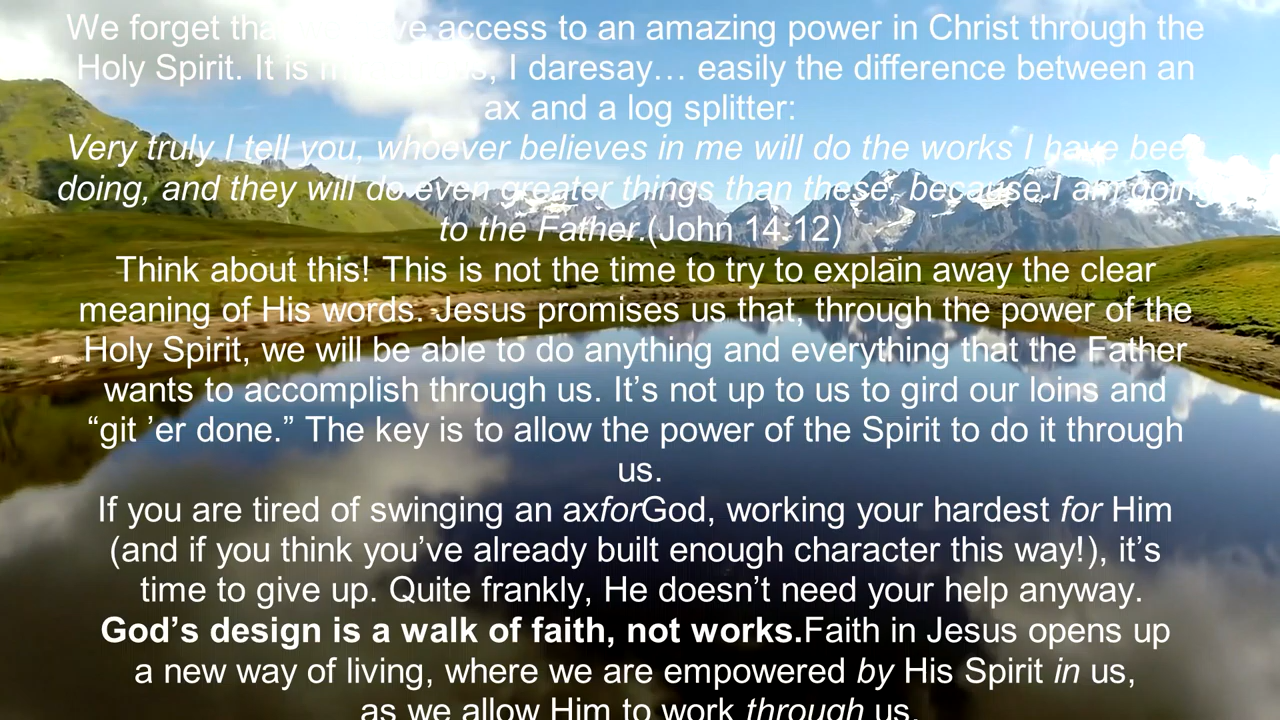 We forget that we have access to an amazing power in Christ through the
Holy Spirit. It is m, I daresay… easily the difference between an
ax and a log splitter:
Very truly I tell you, whoever believes in me will do the works I have been
doing, and they will do even greater things than these, because I am going
to the Father.(John 14:12)
Think about this! This is not the time to try to explain away the clear
meaning of His words. Jesus promises us that, through the power of the
Holy Spirit, we will be able to do anything and everything that the Father
wants to accomplish through us. It’s not up to us to gird our loins and
“git ’er done.” The key is to allow the power of the Spirit to do it through
us.
If you are tired of swinging an axforGod, working your hardest for Him
(and if you think you’ve already built enough character this way!), it’s
time to give up. Quite frankly, He doesn’t need your help anyway.
God’s design is a walk of faith, not works.Faith in Jesus opens up
a new way of living, where we are empowered by His Spirit in us,
as we allow Him to work through us.